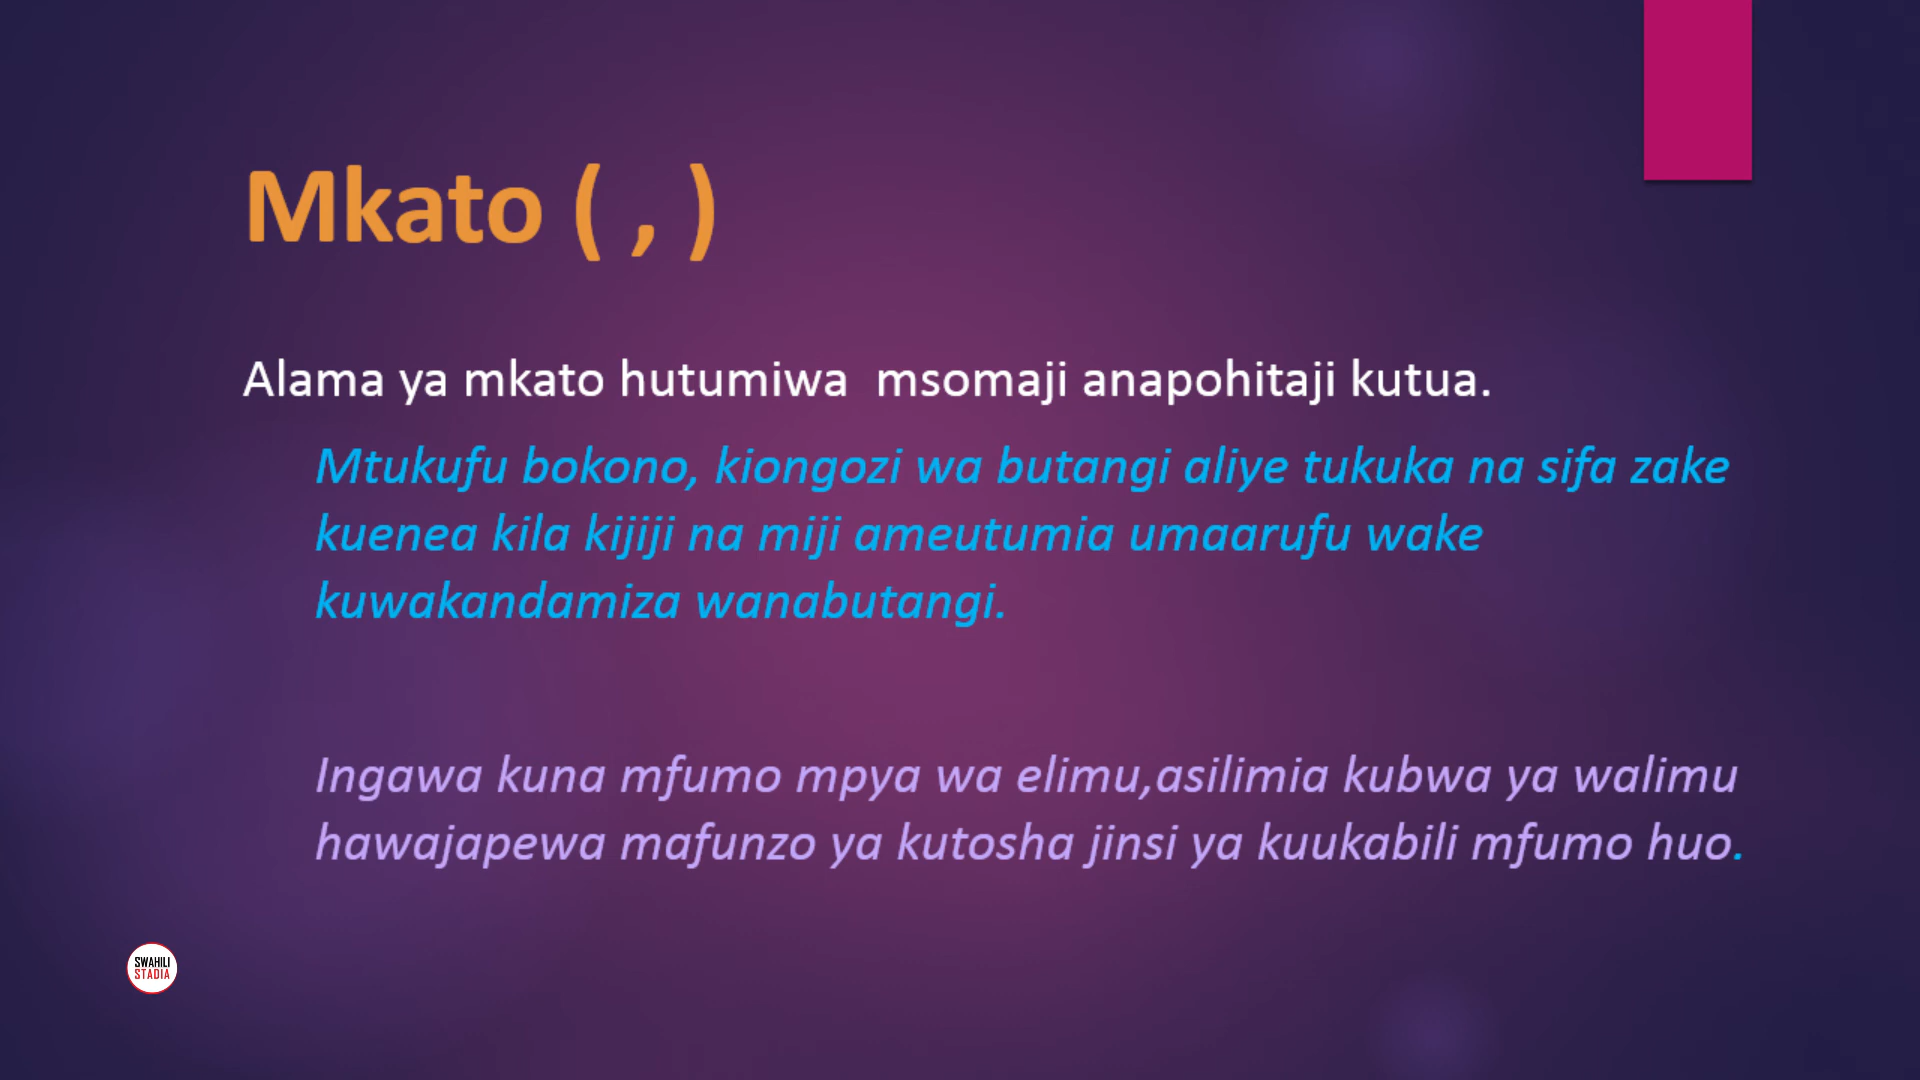 Mkato ( , )
Alama ya mkato hutumiwa  msomaji anapohitaji kutua.
Mtukufu bokono, kiongozi wa butangi aliye tukuka na sifa zake
kuenea kila kijiji na miji ameutumia umaarufu wake
kuwakandamiza wanabutangi.
Ingawa kuna mfumo mpya wa elimu,asilimia kubwa ya walimu
hawajapewa mafunzo ya kutosha jinsi ya kuukabili mfumo huo.
SWAHILI
STADIA